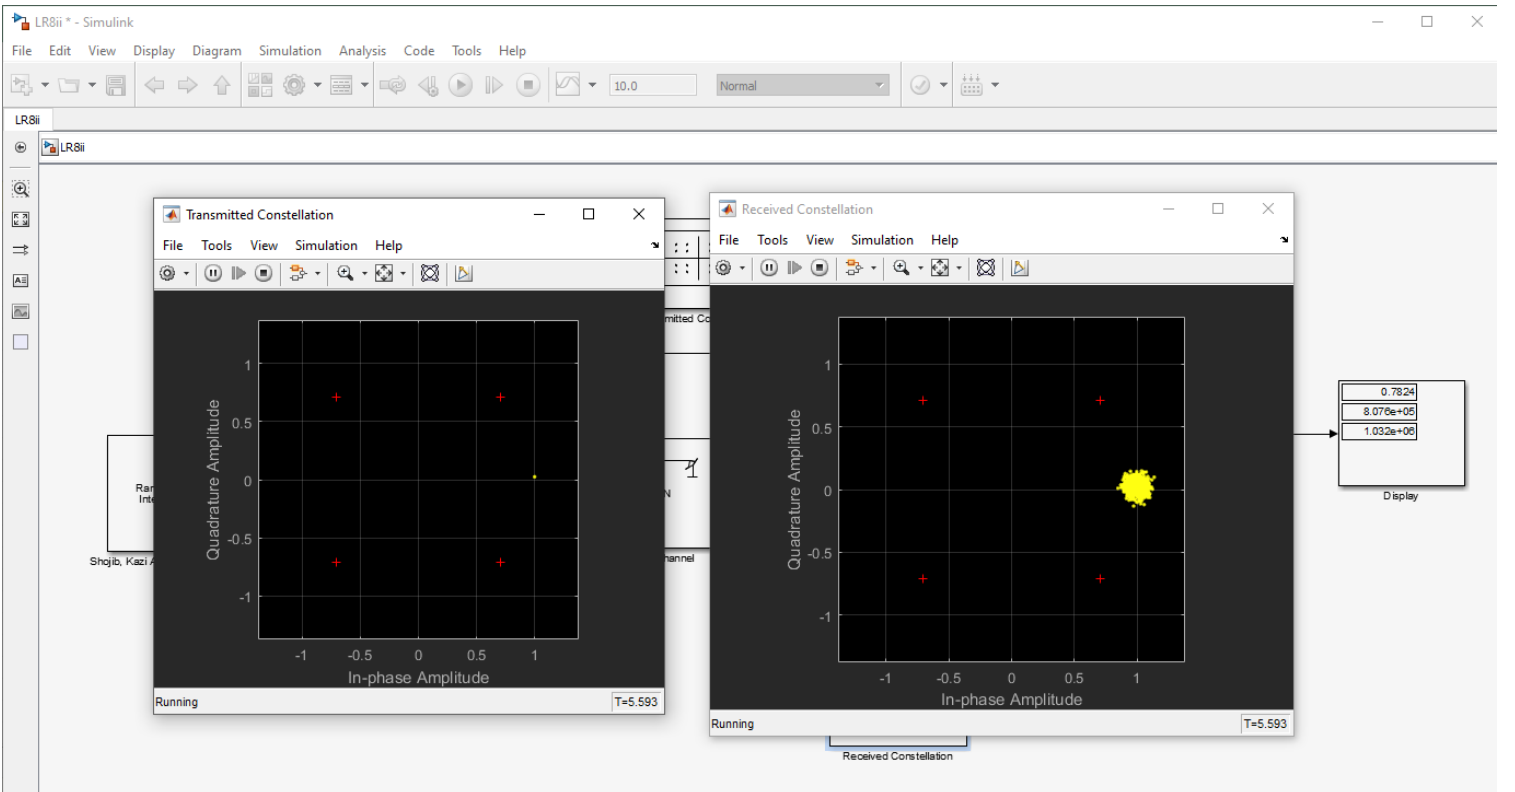 LR8ii * - Simulink
File Edit View Display Diagram Simulation Analysis Code Tools Help
10.0 Normal
LR8ii
LR8ii
Transmitted Constellation
File Tools View Simulation Help
1
0.5
0
-0.5
-1
Quadrature Amplitude
-1 -0.5 0 0.5 1
In-phase Amplitude
Running T=5.593
Received Constellation
File Tools View Simulation Help
1
0.5
0
-0.5
-1
Quadrature Amplitude
-1 -0.5 0 0.5 1
In-phase Amplitude
Running T=5.593
Shojib, Kazi
Received Constellation
0.7824
8.076e+05
1.032e+06
Display